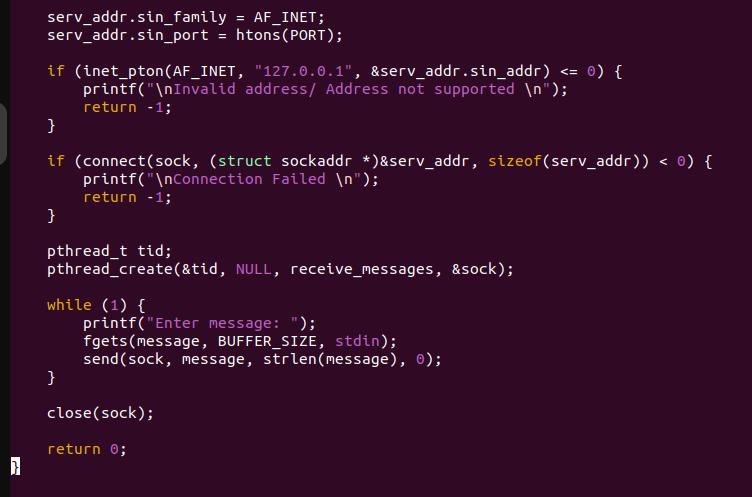 serv_addr.sin_family = AF_INET;
    serv_addr.sin_port = htons(PORT);

    if (inet_pton(AF_INET, "127.0.0.1", &serv_addr.sin_addr) <= 0) {
        printf("\nInvalid address/ Address not supported \n");
        return -1;
    }

    if (connect(sock, (struct sockaddr *)&serv_addr, sizeof(serv_addr)) < 0) {
        printf("\nConnection Failed \n");
        return -1;
    }

    pthread_t tid;
    pthread_create(&tid, NULL, receive_messages, &sock);

    while (1) {
        printf("Enter message: ");
        fgets(message, BUFFER_SIZE, stdin);
        send(sock, message, strlen(message), 0);
    }

    close(sock);

    return 0;
}